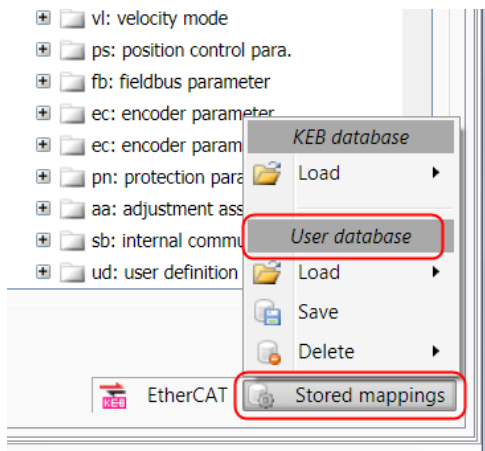 vl: velocity mode
ps: position control para.
fb: fieldbus parameter
ec: encoder parameter
ec: encoder param
pn: protection para
aa: adjustment ass
sb: internal commu
ud: user definition
KEB database
Load
User database
Load
Save
Delete
KEB
EtherCAT
Stored mappings